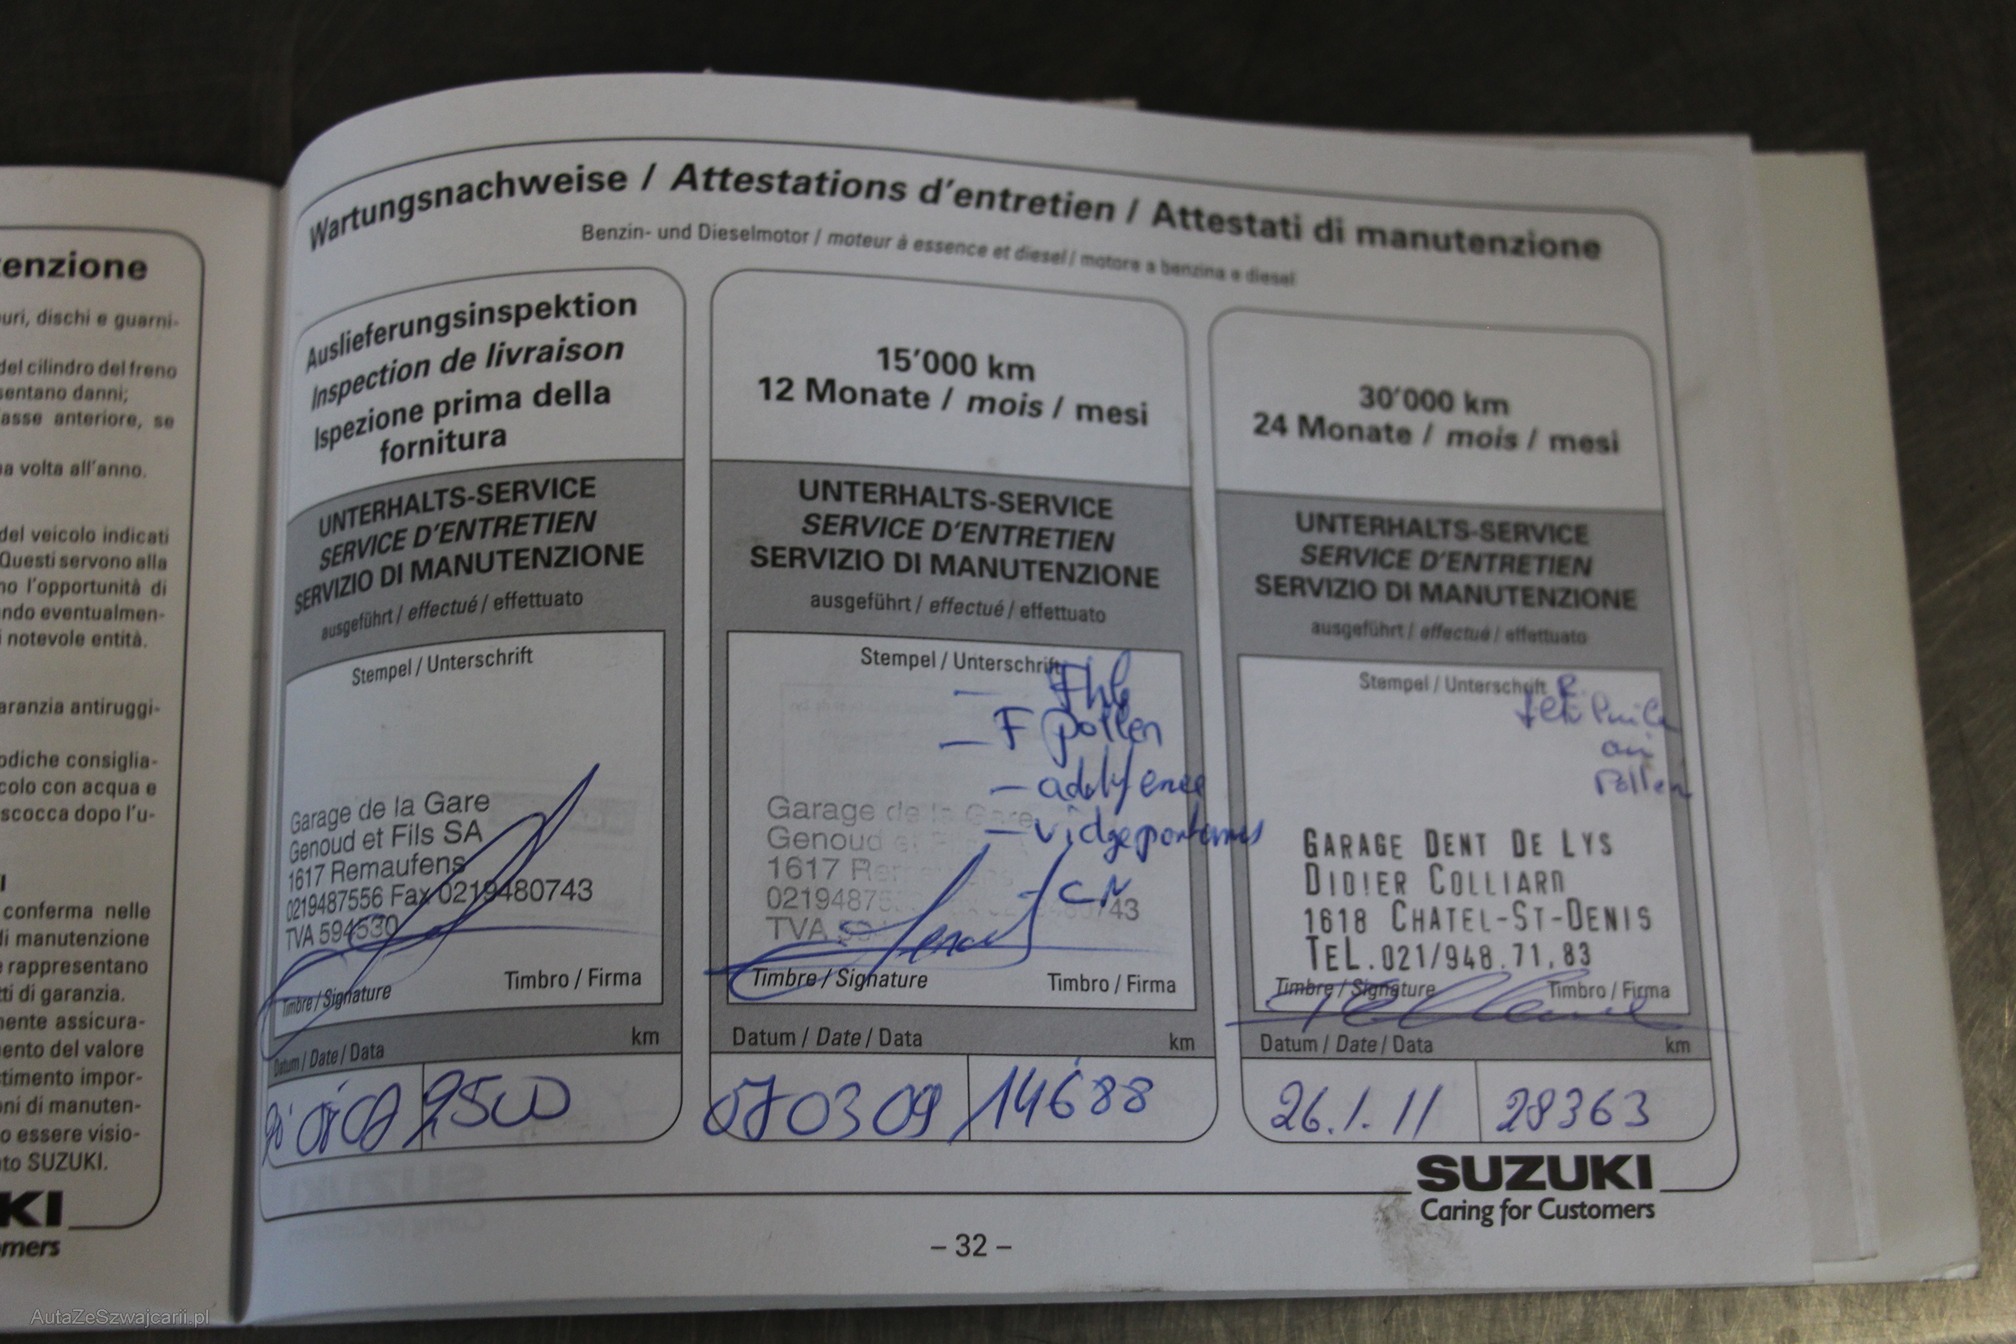 enzione
uri, dischi e guarni-
del cilindro del freno
sentano danni;
asse anteriore, se
a volta all'anno.
del veicolo indicati
Questi servono alla
no l'opportunità di
ndo eventualmen-
i notevole entità.
aranzia antiruggi-
odiche consiglia-
colo con acqua e
scocca dopo l'u-
conferma nelle
di manutenzione
e rappresentano
ti di garanzia.
mente assicura-
ento del valore
timento impor-
oni di manuten-
o essere visio-
to SUZUKI.
KI
mers
Wartungsnachweise / Attestations d'entretien / Attestati di manutenzione
Benzin- und Dieselmotor / moteur à essence et diesel / motore a benzina e diesel
Auslieferungsinspektion
Inspection de livraison
Ispezione prima della
fornitura
UNTERHALTS-SERVICE
SERVICE D'ENTRETIEN
SERVIZIO DI MANUTENZIONE
ausgeführt / effectué / effettuato
Stempel / Unterschrift
Garage de la Gare
Genoud et Fils SA
1617 Remaufens
0219487556 Fax 0219480743
TVA 594530
Timbre / Signature Timbro / Firma
Datum / Date / Data km
2500
15'000 km
12 Monate / mois / mesi
UNTERHALTS-SERVICE
SERVICE D'ENTRETIEN
SERVIZIO DI MANUTENZIONE
ausgeführt / effectué / effettuato
Stempel / Unterschrift
– F pollen
Garage de la Gare
Genoud et Fils
1617 Remaufens
TVA
Timbre / Signature Timbro / Firma
Datum / Date / Data km
07 03 09 14688
30'000 km
24 Monate / mois / mesi
UNTERHALTS-SERVICE
SERVICE D'ENTRETIEN
SERVIZIO DI MANUTENZIONE
ausgeführt / effectué / effettuato
Stempel / Unterschrift
GARAGE DENT DE LYS
DIDIER COLLIARD
1618 CHATEL-ST-DENIS
TEL.021/948.71.83
Timbre / Signature Timbro / Firma
Datum / Date / Data km
26.1.11 28363
SUZUKI
Caring for Customers
– 32 –
AutaZeSzwajcarii.pl